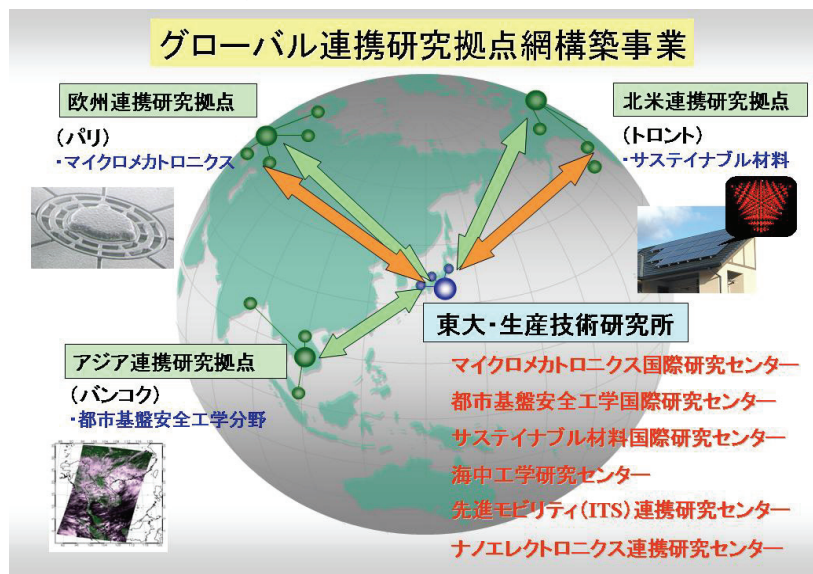 グローバル連携研究拠点網構築事業
欧州連携研究拠点
(パリ)
・マイクロメカトロニクス
北米連携研究拠点
(トロント)
・サステイナブル材料
東大・生産技術研究所
アジア連携研究拠点
(バンコク)
・都市基盤安全工学分野
マイクロメカトロニクス国際研究センター
都市基盤安全工学国際研究センター
サステイナブル材料国際研究センター
海中工学研究センター
先進モビリティ(ITS)連携研究センター
ナノエレクトロニクス連携研究センター